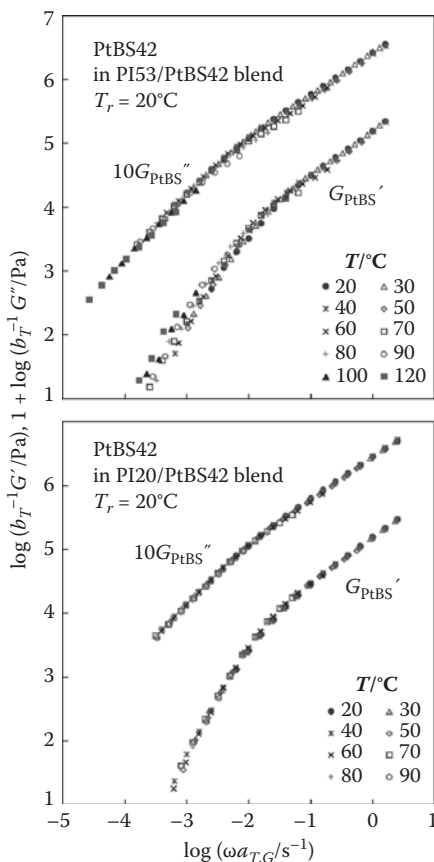 7
6
5
4
3
2
1
PtBS42
in PI53/PtBS42 blend
T_r = 20°C
10G_PtBS″
G_PtBS′
T/°C
20 30
40 50
60 70
80 90
100 120
log (b_T^−1 G′/Pa), 1 + log (b_T^−1 G″/Pa)
6
5
4
3
2
1
PtBS42
in PI20/PtBS42 blend
T_r = 20°C
10G_PtBS″
G_PtBS′
T/°C
20 30
40 50
60 70
80 90
−5 −4 −3 −2 −1 0 1
log (ωa_T,G/s^−1)